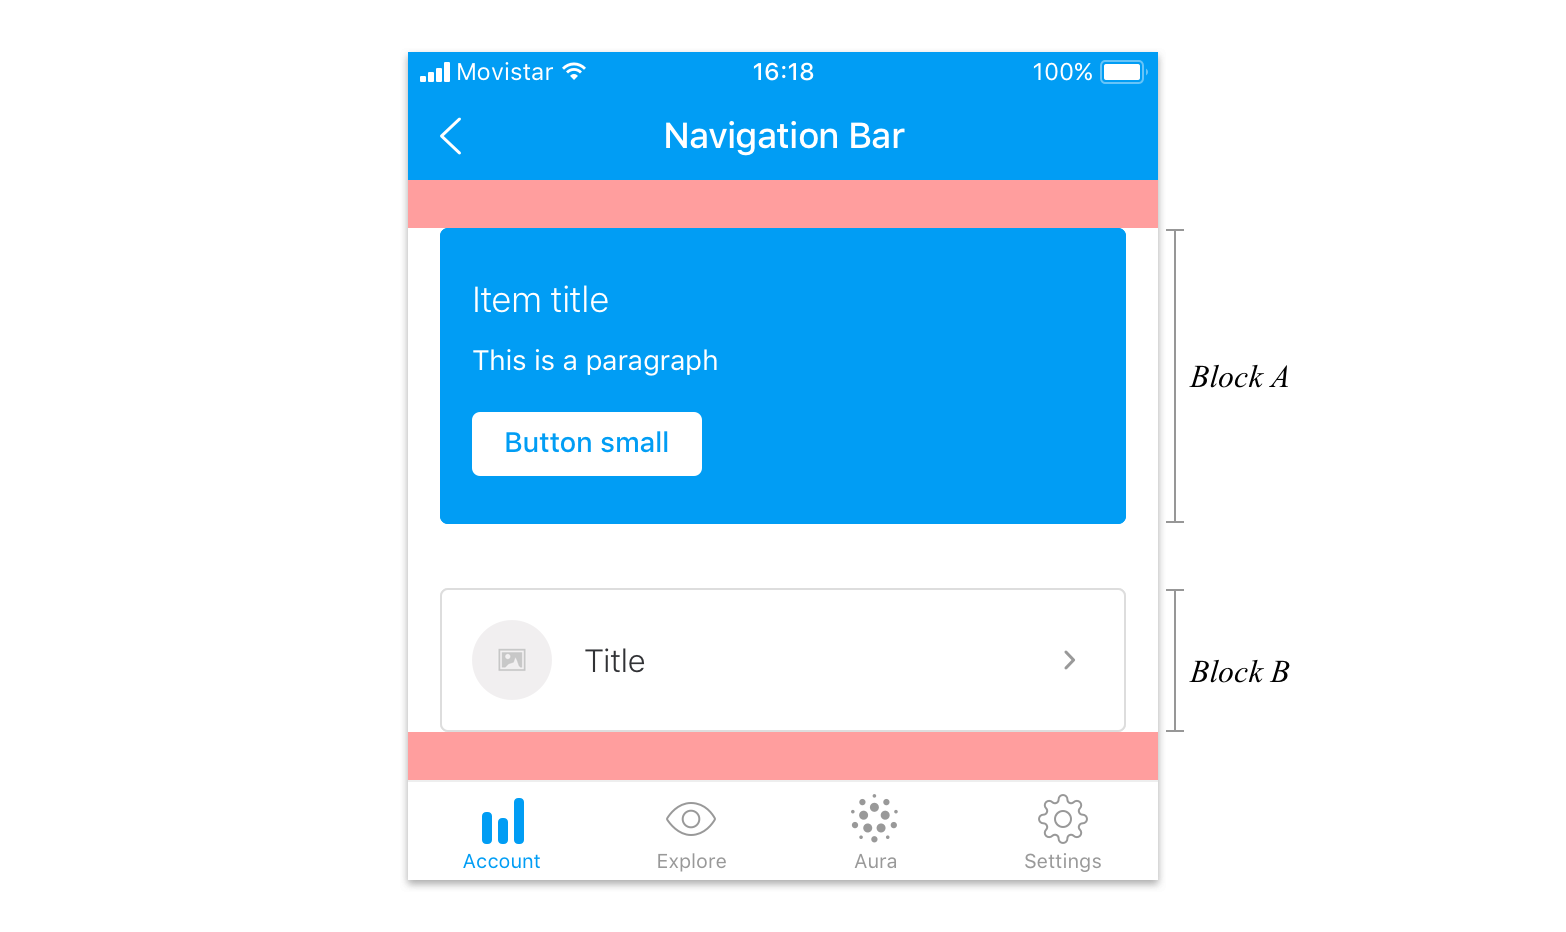 Movistar 16:18 100%
Navigation Bar
Item title
This is a paragraph
Block A
Button small
Title
Block B
Account Explore Aura Settings